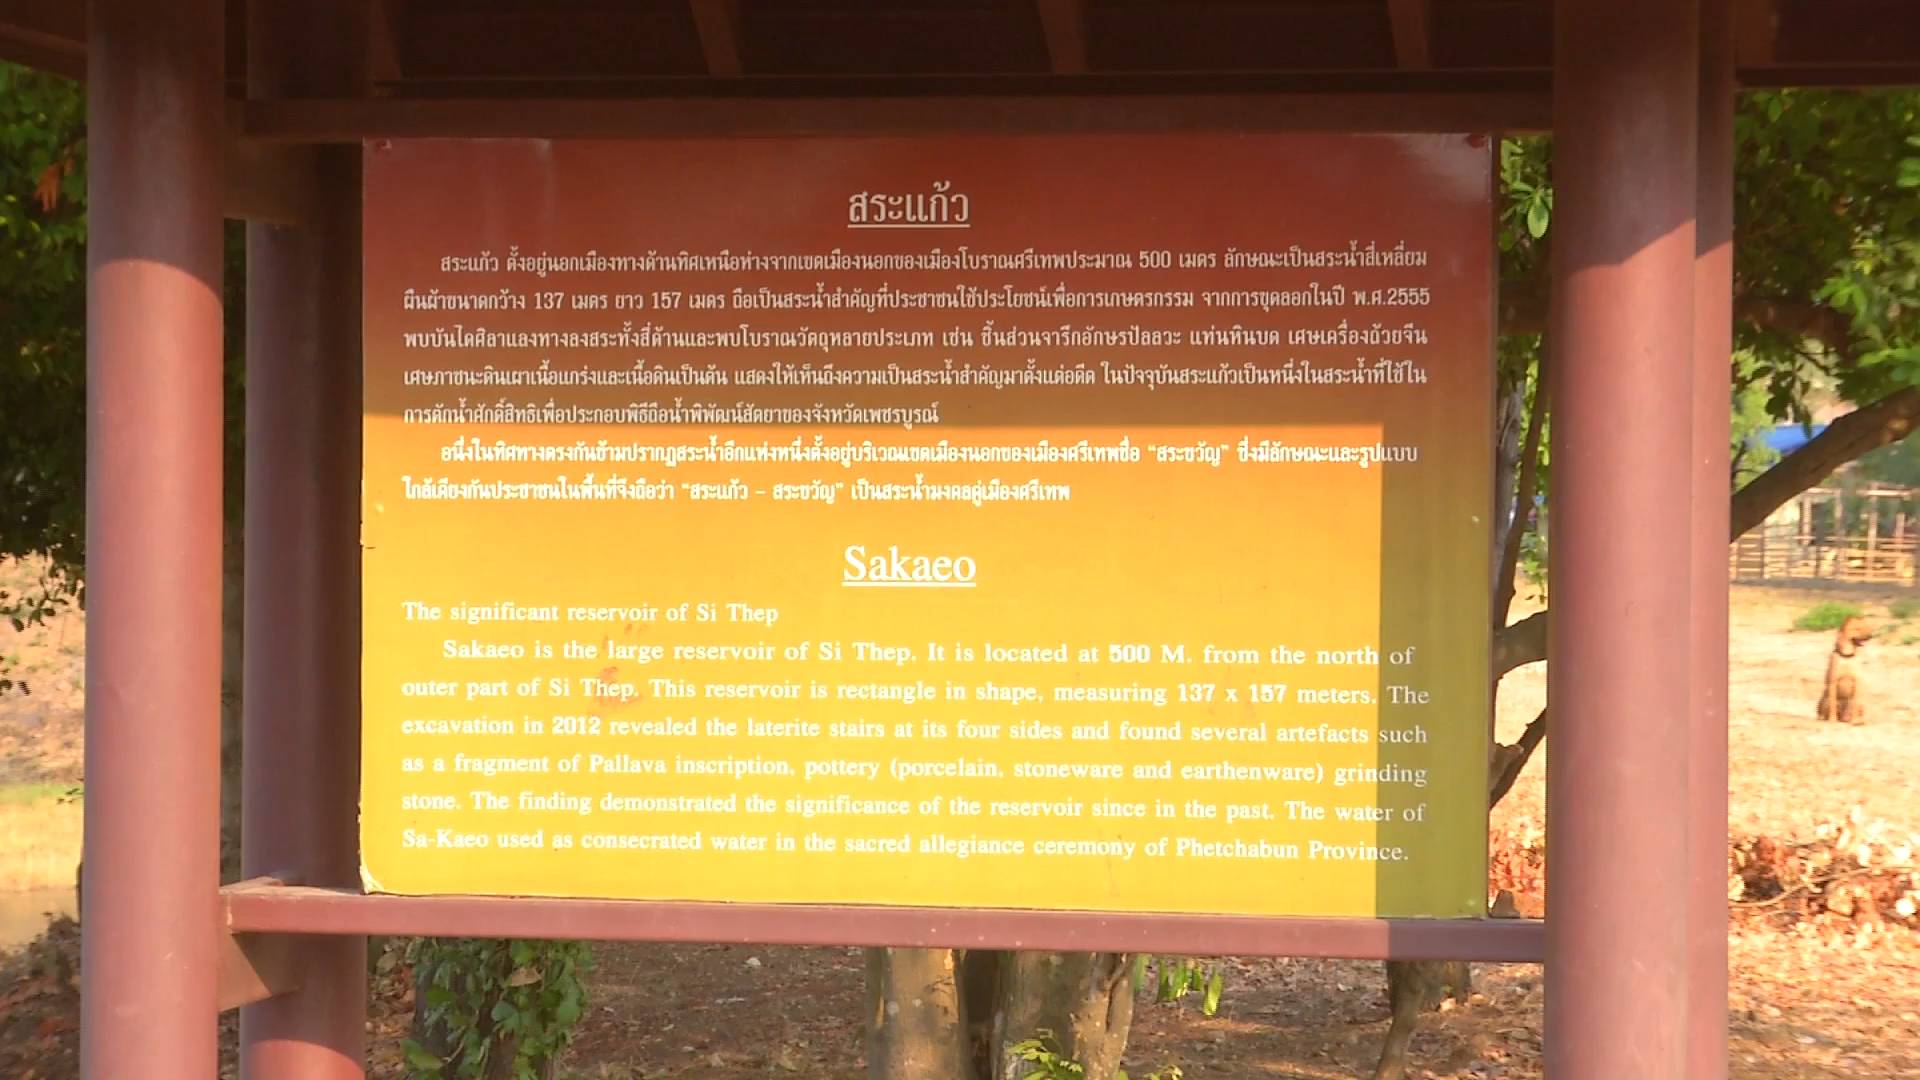 สระแก้ว
สระแก้ว ตั้งอยู่นอกเมืองทางด้านทิศเหนือห่างจากเขตเมืองนอกของเมืองโบราณศรีเทพประมาณ 500 เมตร ลักษณะเป็นสระน้ำสี่เหลี่ยม
ผืนผ้าขนาดกว้าง 137 เมตร ยาว 157 เมตร ถือเป็นสระน้ำสำคัญที่ประชาชนใช้ประโยชน์เพื่อการเกษตรกรรม จากการขุดลอกในปี พ.ศ.2555
พบบันไดศิลาแลงทางลงสระทั้งสี่ด้านและพบโบราณวัตถุหลายประเภท เช่น ชิ้นส่วนจารึกอักษรปัลลวะ แท่นหินบด เศษเครื่องถ้วยจีน
เศษภาชนะดินเผาเนื้อแกร่งและเนื้อดินเป็นต้น แสดงให้เห็นถึงความเป็นสระน้ำสำคัญมาตั้งแต่อดีต ในปัจจุบันสระแก้วเป็นหนึ่งในสระน้ำที่ใช้ใน
การตักน้ำศักดิ์สิทธิเพื่อประกอบพิธีถือน้ำพิพัฒน์สัตยาของจังหวัดเพชรบูรณ์
อนึ่งในทิศทางตรงกันข้ามปรากฏสระน้ำอีกแห่งหนึ่งตั้งอยู่บริเวณเขตเมืองนอกของเมืองศรีเทพชื่อ “สระขวัญ” ซึ่งมีลักษณะและรูปแบบ
ใกล้เคียงกันประชาชนในพื้นที่จึงถือว่า “สระแก้ว – สระขวัญ” เป็นสระน้ำมงคลคู่เมืองศรีเทพ
Sakaeo
The significant reservoir of Si Thep
Sakaeo is the large reservoir of Si Thep. It is located at 500 M. from the north of
outer part of Si Thep. This reservoir is rectangle in shape, measuring 137 x 157 meters. The
excavation in 2012 revealed the laterite stairs at its four sides and found several artefacts such
as a fragment of Pallava inscription, pottery (porcelain, stoneware and earthenware) grinding
stone. The finding demonstrated the significance of the reservoir since in the past. The water of
Sa-Kaeo used as consecrated water in the sacred allegiance ceremony of Phetchabun Province.